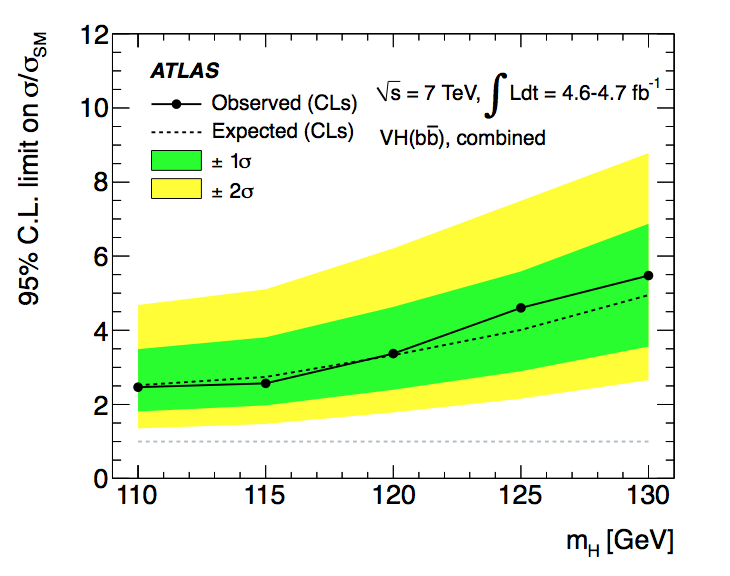 95% C.L. limit on σ/σSM
12
10
8
6
4
2
0
ATLAS
Observed (CLs)
Expected (CLs)
± 1σ
± 2σ
√s = 7 TeV, ∫ Ldt = 4.6-4.7 fb⁻¹
VH(bb̄), combined
110 115 120 125 130
mH [GeV]